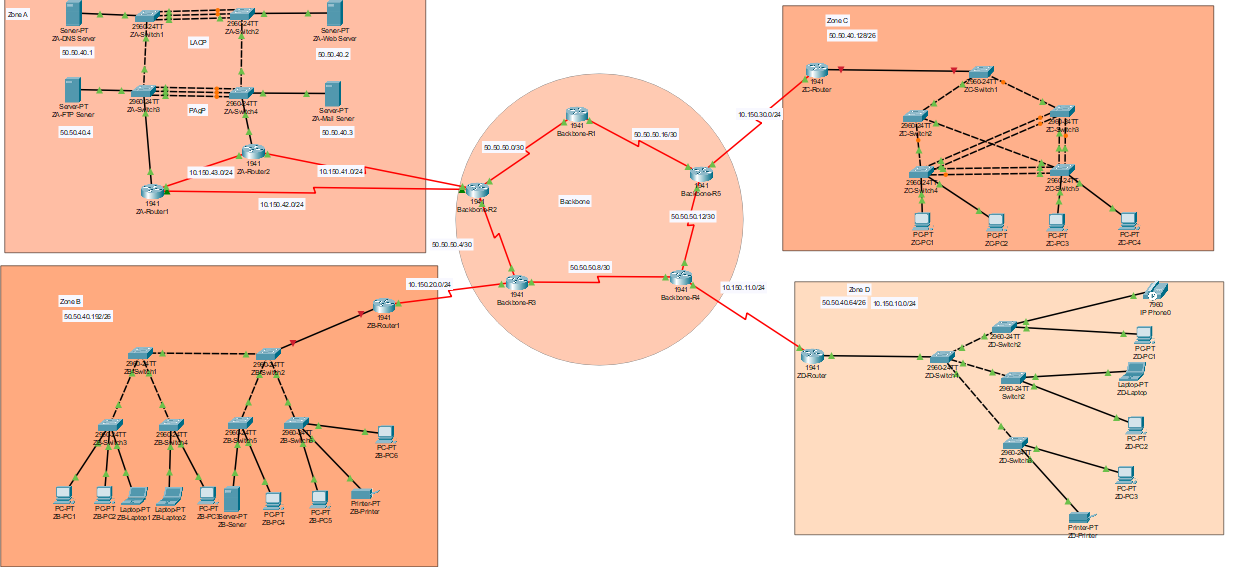 Zone A
2960-24TT
ZA-Switch1
2960-24TT
ZA-Switch2
Server-PT
ZA-DNS Server
Server-PT
ZA-Web Server
LACP
50.50.40.1
50.50.40.2
2960-24TT
ZA-Switch3
2960-24TT
ZA-Switch4
Server-PT
ZA-FTP Server
Server-PT
ZA-Mail Server
PAgP
50.50.40.4
50.50.40.3
1941
ZA-Router2
10.150.43.0/24
10.150.41.0/24
1941
ZA-Router1
10.150.42.0/24
1941
Backbone-R1
50.50.50.0/30
50.50.50.16/30
1941
Backbone-R5
1941
Backbone-R2
Backbone
50.50.50.12/30
50.50.50.4/30
50.50.50.8/30
1941
Backbone-R3
1941
Backbone-R4
10.150.30.0/24
10.150.20.0/24
10.150.11.0/24
Zone C
50.50.40.128/26
1941
ZC-Router
2960-24TT
ZC-Switch1
2960-24TT
ZC-Switch2
2960-24TT
ZC-Switch3
2960-24TT
ZC-Switch4
2960-24TT
ZC-Switch5
PC-PT
ZC-PC1
PC-PT
ZC-PC2
PC-PT
ZC-PC3
PC-PT
ZC-PC4
Zone B
50.50.40.192/26
1941
ZB-Router1
2960-24TT
ZB-Switch1
2960-24TT
ZB-Switch2
2960-24TT
ZB-Switch3
2960-24TT
ZB-Switch4
2960-24TT
ZB-Switch5
2960-24TT
PC-PT
ZB-PC6
PC-PT
ZB-PC1
PC-PT
ZB-PC2
Laptop-PT
ZB-Laptop1
Laptop-PT
ZB-Laptop2
PC-PT
ZB-PC3
Server-PT
ZB-Server
PC-PT
ZB-PC4
PC-PT
ZB-PC5
Printer-PT
ZB-Printer
Zone D
50.50.40.64/26
10.150.10.0/24
7960
IP Phone0
2960-24TT
ZD-Switch2
PC-PT
ZD-PC1
1941
ZD-Router
2960-24TT
2960-24TT
Switch2
Laptop-PT
ZD-Laptop
PC-PT
ZD-PC2
2960-24TT
PC-PT
ZD-PC3
Printer-PT
ZD-Printer